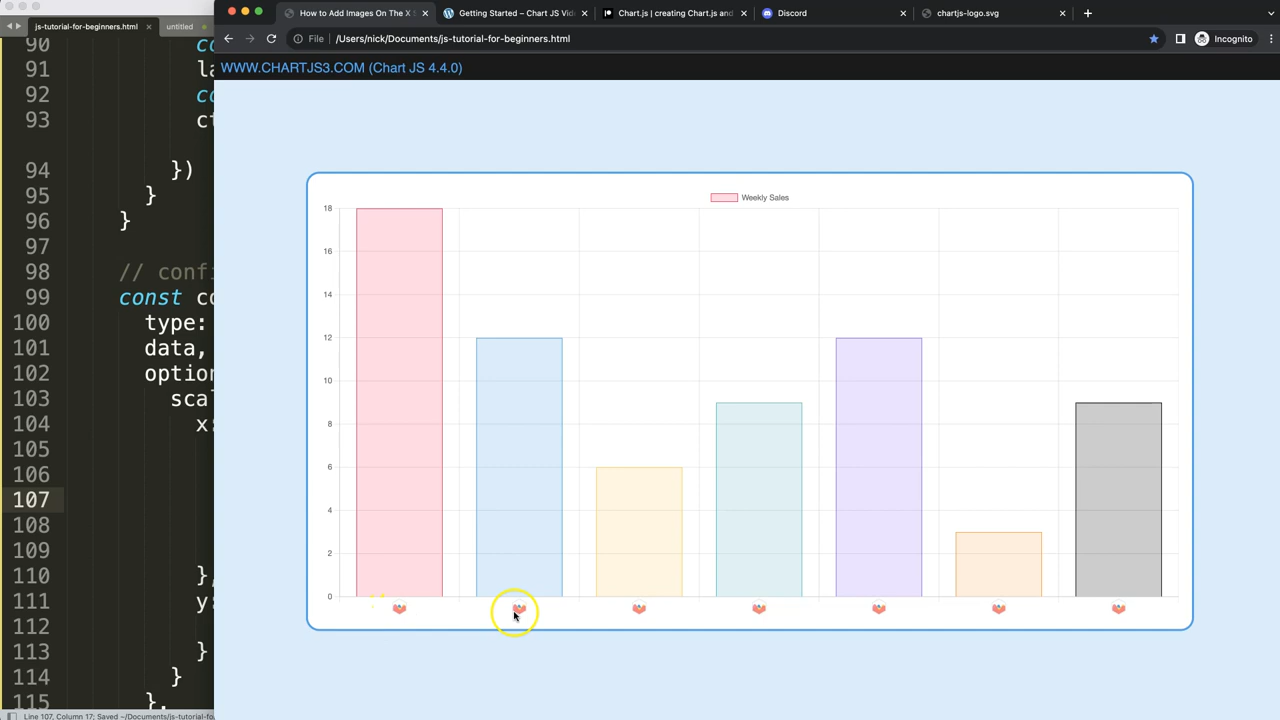 js-tutorial-for-beginners.html
untitled
How to Add Images On The X
Getting Started – Chart JS Vid
Chart.js | creating Charts and
Discord
chartjs-logo.svg
File
/Users/nick/Documents/js-tutorial-for-beginners.html
Incognito
WWW.CHARTJS3.COM (Chart JS 4.4.0)
90 co
91 la
92 co
93 ct
94 })
95 }
96 }
97
98 // confi
99 const co
100 type:
101 data,
102 option
103 sca
104 x:
105
106
107
108
109
110 },
111 y:
112
113 }
114 }
115 },
Line 107, Column 17; Saved ~/Documents/js-tutorial-fo
Weekly Sales
18
16
14
12
10
8
6
4
2
0